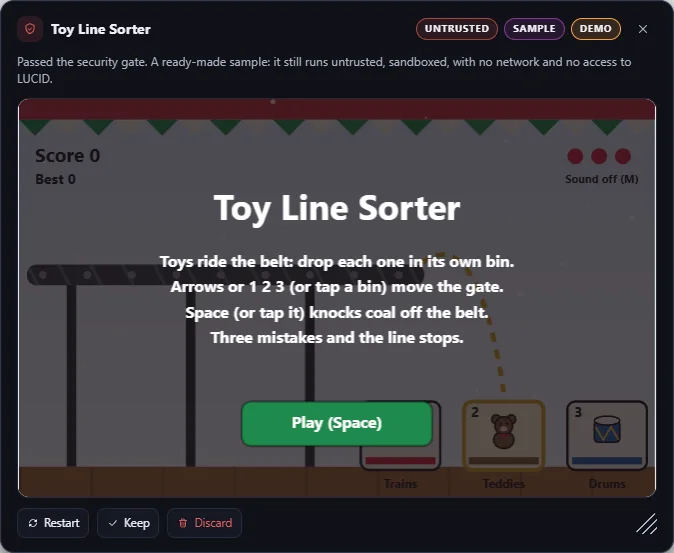 Toy Line Sorter
UNTRUSTED
SAMPLE
DEMO
Passed the security gate. A ready-made sample: it still runs untrusted, sandboxed, with no network and no access to
LUCID.
Score 0
Best 0
Sound off (M)
Toy Line Sorter
Toys ride the belt: drop each one in its own bin.
Arrows or 1 2 3 (or tap a bin) move the gate.
Space (or tap it) knocks coal off the belt.
Three mistakes and the line stops.
Play (Space)
2
3
Trains
Teddies
Drums
Restart
Keep
Discard